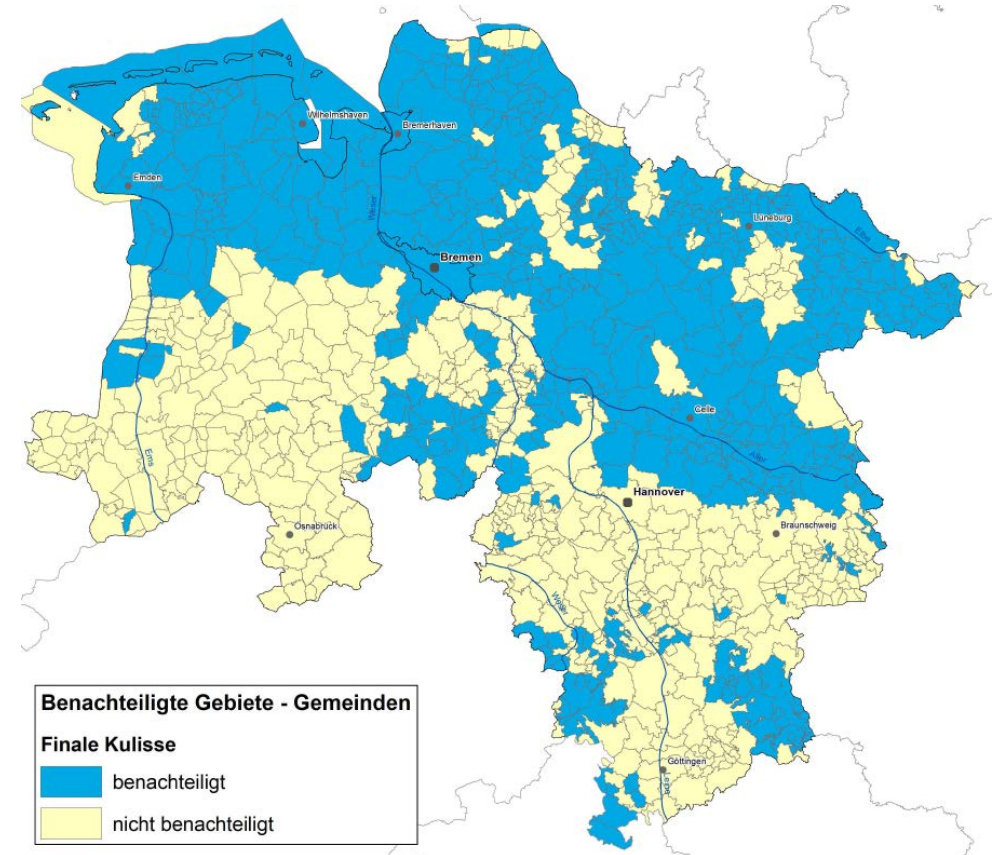 Wilhelmshaven
Bremerhaven
Emden
Weser
Lüneburg
Elbe
Bremen
Celle
Ems
Aller
Hannover
Osnabrück
Braunschweig
Weser
Göttingen
Leine
Benachteiligte Gebiete - Gemeinden
Finale Kulisse
benachteiligt
nicht benachteiligt